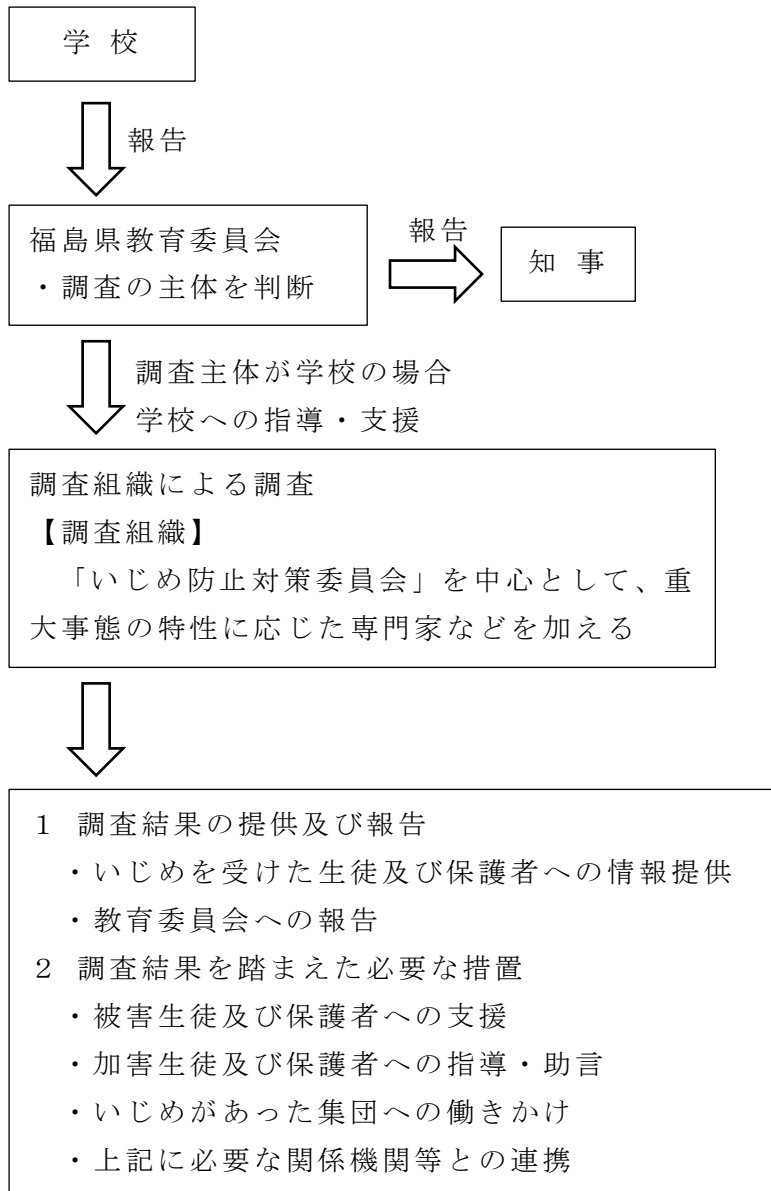 学 校
報告
福島県教育委員会
・調査の主体を判断
報告
知 事
調査主体が学校の場合
学校への指導・支援
調査組織による調査
【調査組織】
「いじめ防止対策委員会」を中心として、重
大事態の特性に応じた専門家などを加える
1 調査結果の提供及び報告
・いじめを受けた生徒及び保護者への情報提供
・教育委員会への報告
2 調査結果を踏まえた必要な措置
・被害生徒及び保護者への支援
・加害生徒及び保護者への指導・助言
・いじめがあった集団への働きかけ
・上記に必要な関係機関等との連携